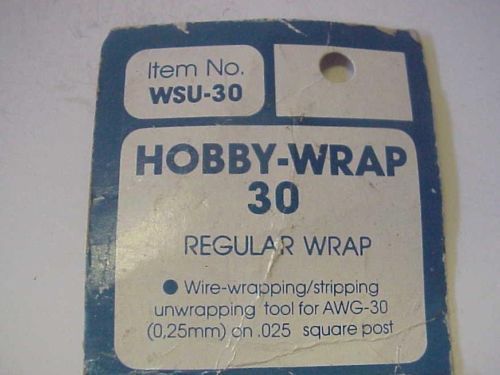 Item No.
WSU-30
HOBBY-WRAP
30
REGULAR WRAP
● Wire-wrapping/stripping
unwrapping tool for AWG-30
(0,25mm) on .025 square post